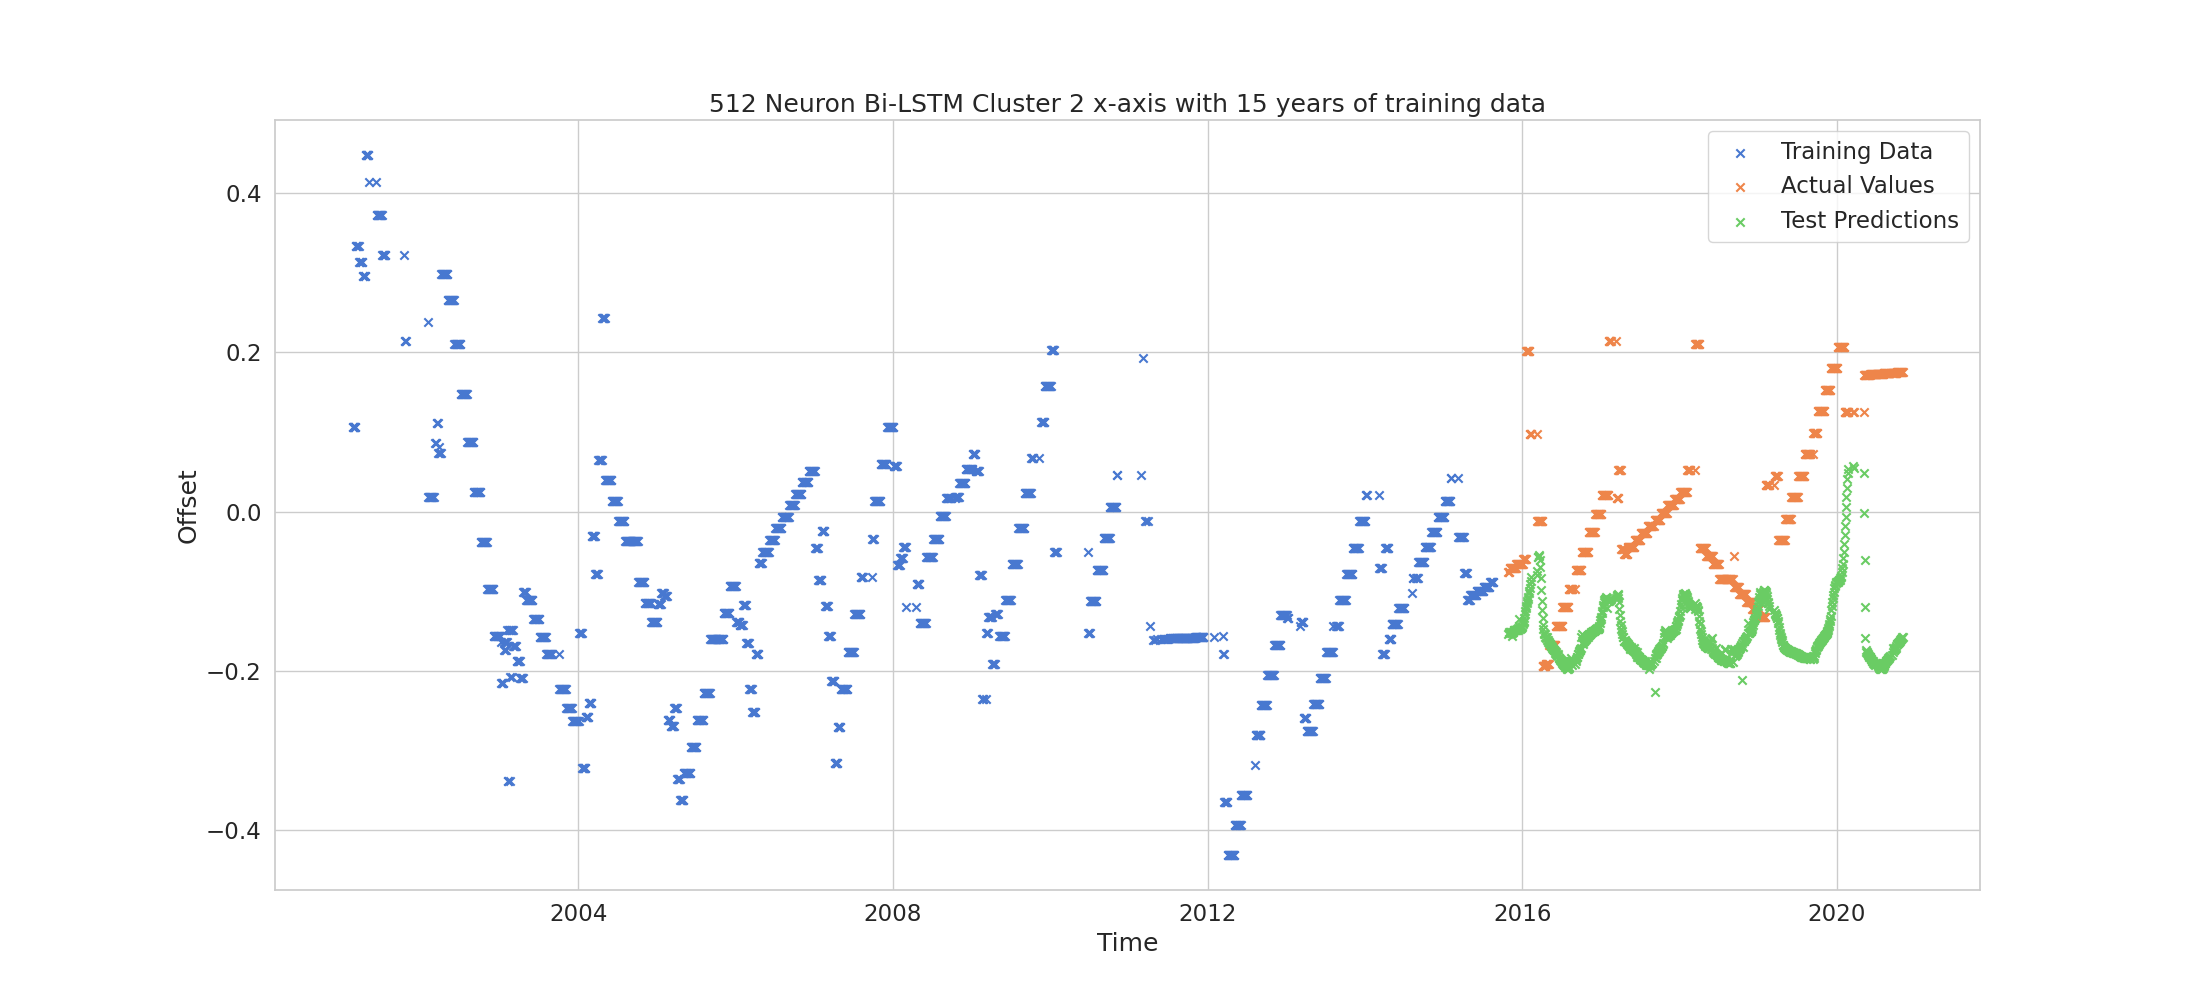 512 Neuron Bi-LSTM Cluster 2 x-axis with 15 years of training data
Training Data
Actual Values
Test Predictions
0.4
0.2
0.0
−0.2
−0.4
Offset
2004 2008 2012 2016 2020
Time